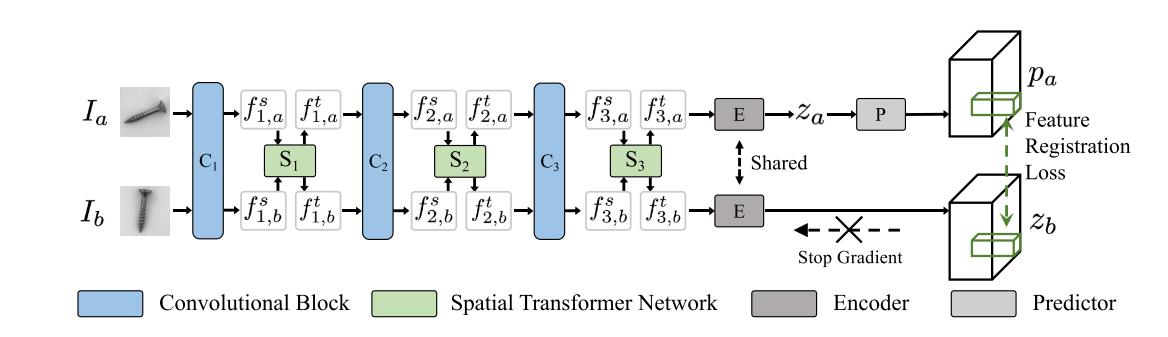 I_a
C_1
f^s_{1,a} f^t_{1,a}
S_1
f^s_{1,b} f^t_{1,b}
C_2
f^s_{2,a} f^t_{2,a}
S_2
f^s_{2,b} f^t_{2,b}
C_3
f^s_{3,a} f^t_{3,a}
S_3
f^s_{3,b} f^t_{3,b}
E
z_a
P
p_a
Shared
Feature
Registration
Loss
I_b
E
z_b
Stop Gradient
Convolutional Block
Spatial Transformer Network
Encoder
Predictor